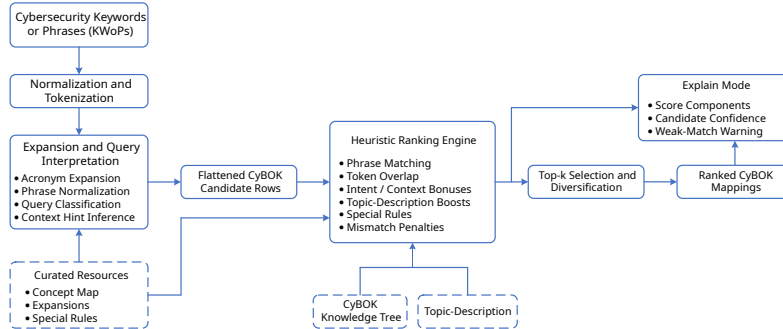 Cybersecurity Keywords
or Phrases (KWoPs)
Normalization and
Tokenization
Expansion and Query
Interpretation
• Acronym Expansion
• Phrase Normalization
• Query Classification
• Context Hint Inference
Curated Resources
• Concept Map
• Expansions
• Special Rules
Flattened CyBOK
Candidate Rows
Heuristic Ranking Engine
• Phrase Matching
• Token Overlap
• Intent / Context Bonuses
• Topic-Description Boosts
• Special Rules
• Mismatch Penalties
CyBOK
Knowledge Tree
Topic-Description
Top-k Selection and
Diversification
Ranked CyBOK
Mappings
Explain Mode
• Score Components
• Candidate Confidence
• Weak-Match Warning